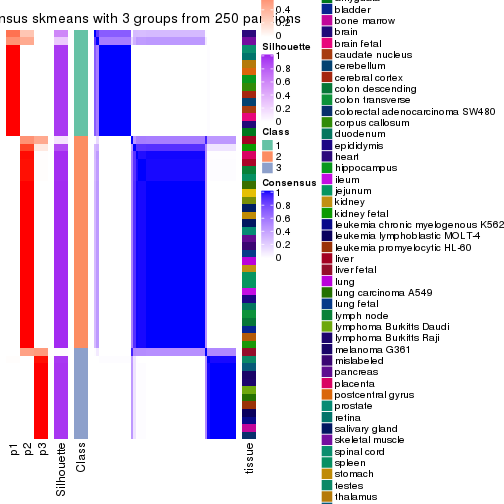 nsus skmeans with 3 groups from 250 par
ons
0.4
0.2
0
Silhouette
1
0.8
0.6
0.4
0.2
0
Class
1
2
3
Consensus
1
0.8
0.6
0.4
0.2
0
p1
p2
p3
Silhouette
Class
tissue
bladder
bone marrow
brain
brain fetal
caudate nucleus
cerebellum
cerebral cortex
colon descending
colon transverse
colorectal adenocarcinoma SW480
corpus callosum
duodenum
epididymis
heart
hippocampus
ileum
jejunum
kidney
kidney fetal
leukemia chronic myelogenous K562
leukemia lymphoblastic MOLT-4
leukemia promyelocytic HL-60
liver
liver fetal
lung
lung carcinoma A549
lung fetal
lymph node
lymphoma Burkitts Daudi
lymphoma Burkitts Raji
melanoma G361
mislabeled
pancreas
placenta
postcentral gyrus
prostate
retina
salivary gland
skeletal muscle
spinal cord
spleen
stomach
testes
thalamus